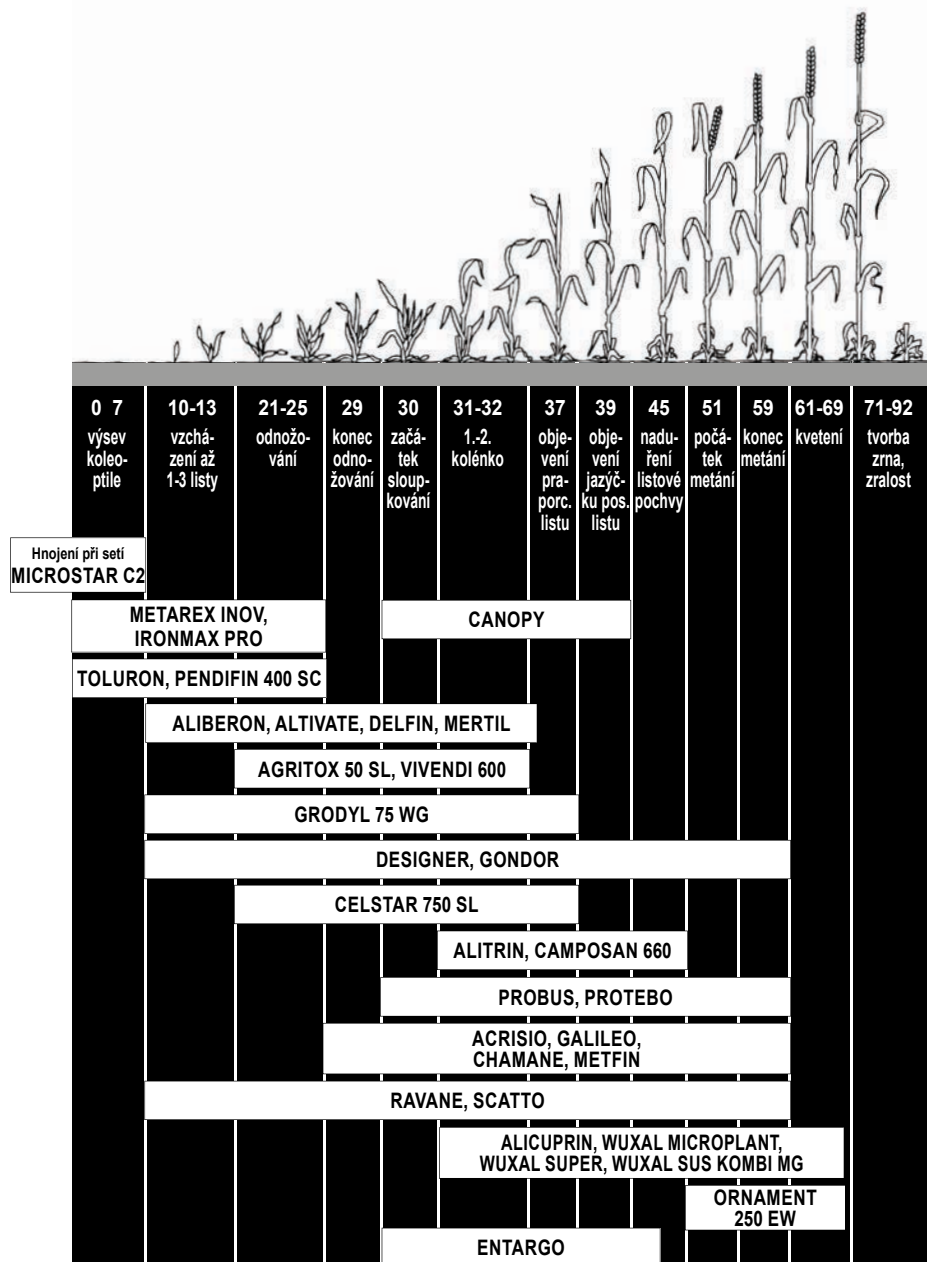 0 7
výsev
koleo-
ptile
10-13
vzchá-
zení až
1-3 listy
21-25
odnožo-
vání
29
konec
odno-
žování
30
začá-
tek
sloup-
kování
31-32
1.-2.
kolénko
37
obje-
vení
pra-
porc.
listu
39
obje-
vení
jazýč-
ku pos.
listu
45
nadu-
ření
listové
pochvy
51
počá-
tek
metání
59
konec
metání
61-69
kvetení
71-92
tvorba
zrna,
zralost
Hnojení při setí
MICROSTAR C2
METAREX INOV,
IRONMAX PRO
CANOPY
TOLURON, PENDIFIN 400 SC
ALIBERON, ALTIVATE, DELFIN, MERTIL
AGRITOX 50 SL, VIVENDI 600
GRODYL 75 WG
DESIGNER, GONDOR
CELSTAR 750 SL
ALITRIN, CAMPOSAN 660
PROBUS, PROTEBO
ACRISIO, GALILEO,
CHAMANE, METFIN
RAVANE, SCATTO
ALICUPRIN, WUXAL MICROPLANT,
WUXAL SUPER, WUXAL SUS KOMBI MG
ORNAMENT
250 EW
ENTARGO